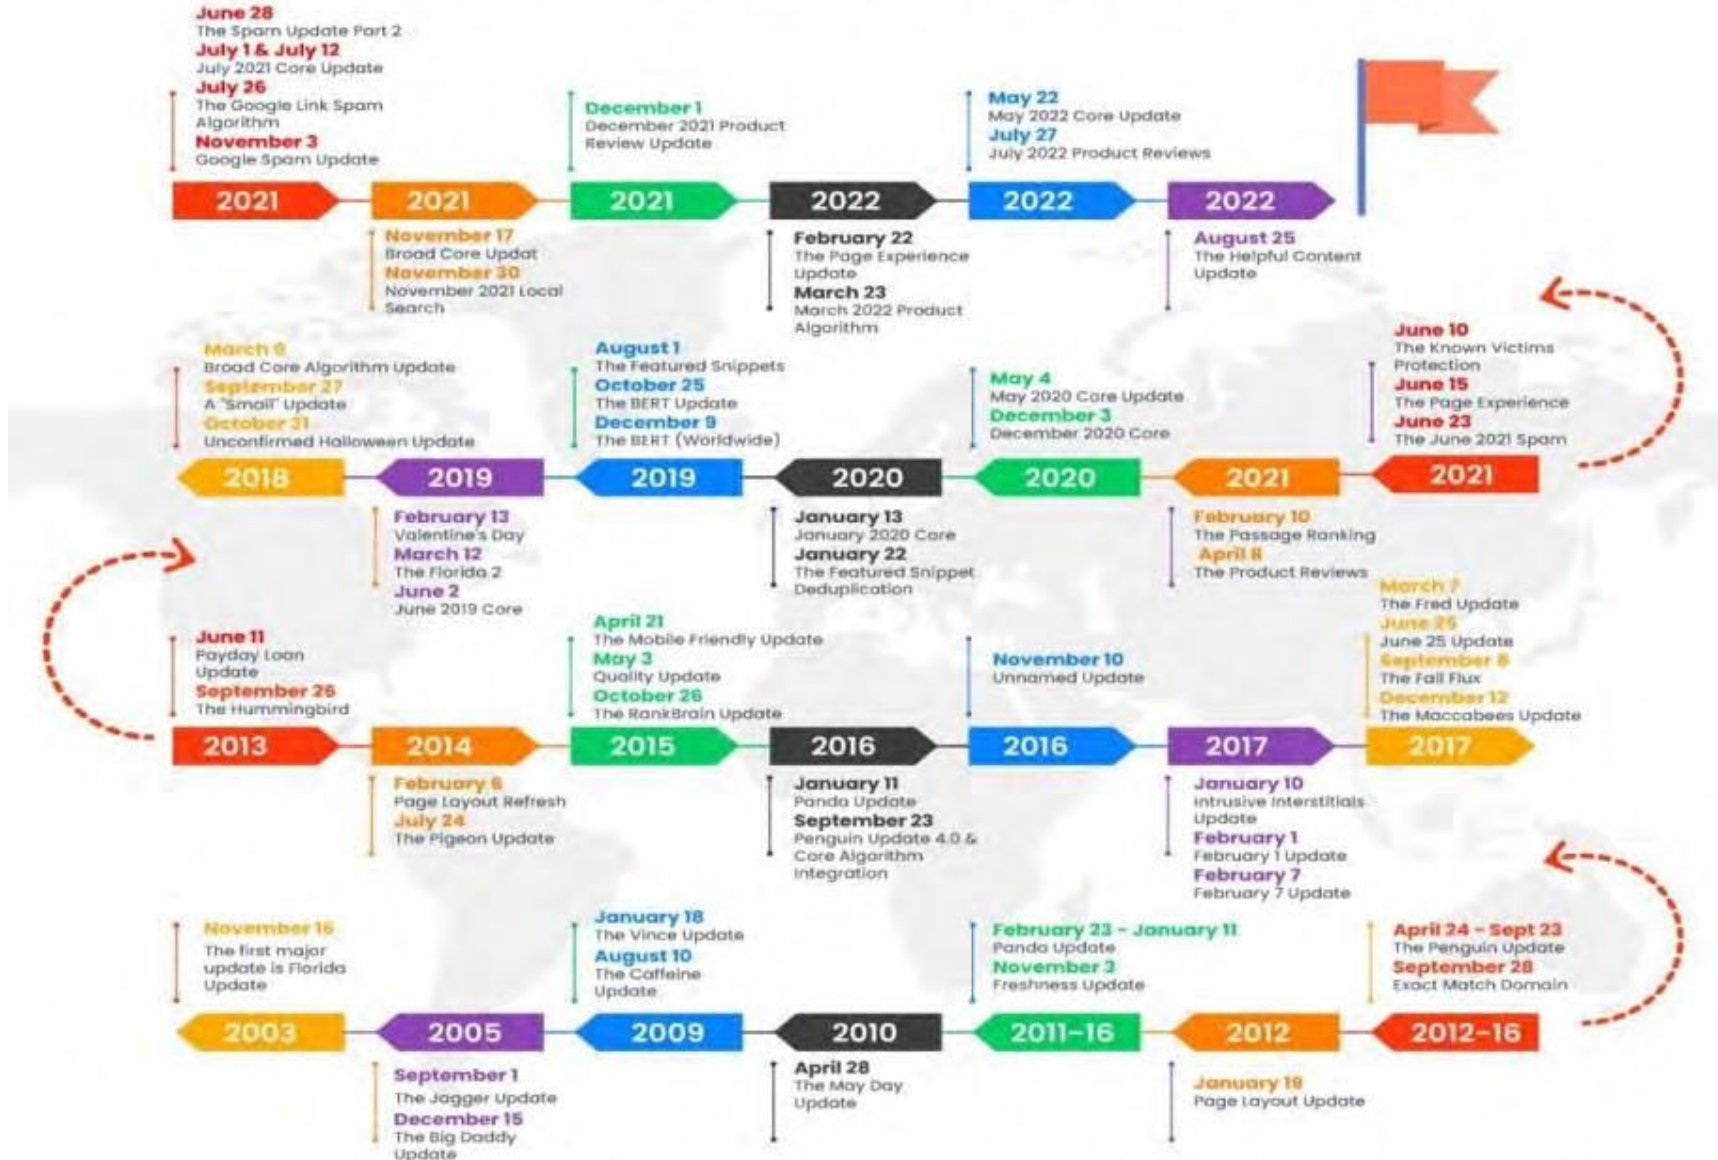 June 28
The Spam Update Part 2
July 1 & July 12
July 2021 Core Update
July 26
The Google Link Spam
Algorithm
November 3
Google Spam Update
December 1
December 2021 Product
Review Update
May 22
May 2022 Core Update
July 27
July 2022 Product Reviews
2021
2021
2021
2022
2022
2022
November 17
Broad Core Updat
November 30
November 2021 Local
Search
February 22
The Page Experience
Update
March 23
March 2022 Product
Algorithm
August 25
The Helpful Content
Update
March 9
Broad Core Algorithm Update
September 27
A "Small" Update
October 31
Unconfirmed Halloween Update
August 1
The Featured Snippets
October 25
The BERT Update
December 9
The BERT (Worldwide)
May 4
May 2020 Core Update
December 3
December 2020 Core
June 10
The Known Victims
Protection
June 15
The Page Experience
June 23
The June 2021 Spam
2018
2019
2019
2020
2020
2021
2021
February 13
Valentine's Day
March 12
The Florida 2
June 2
June 2019 Core
January 13
January 2020 Core
January 22
The Featured Snippet
Deduplication
February 10
The Passage Ranking
April 8
The Product Reviews
June 11
Payday Loan
Update
September 26
The Hummingbird
April 21
The Mobile Friendly Update
May 3
Quality Update
October 26
The RankBrain Update
November 10
Unnamed Update
March 7
The Fred Update
June 25
June 25 Update
September 8
The Fall Flux
December 12
The Maccabees Update
2013
2014
2015
2016
2016
2017
2017
February 6
Page Layout Refresh
July 24
The Pigeon Update
January 11
Panda Update
September 23
Penguin Update 4.0 &
Core Algorithm
Integration
January 10
Intrusive Interstitials
Update
February 1
February 1 Update
February 7
February 7 Update
November 16
The first major
update is Florida
Update
January 18
The Vince Update
August 10
The Caffeine
Update
February 23 - January 11
Panda Update
November 3
Freshness Update
April 24 - Sept 23
The Penguin Update
September 28
Exact Match Domain
2003
2005
2009
2010
2011-16
2012
2012-16
September 1
The Jagger Update
December 15
The Big Daddy
Update
April 28
The May Day
Update
January 19
Page Layout Update